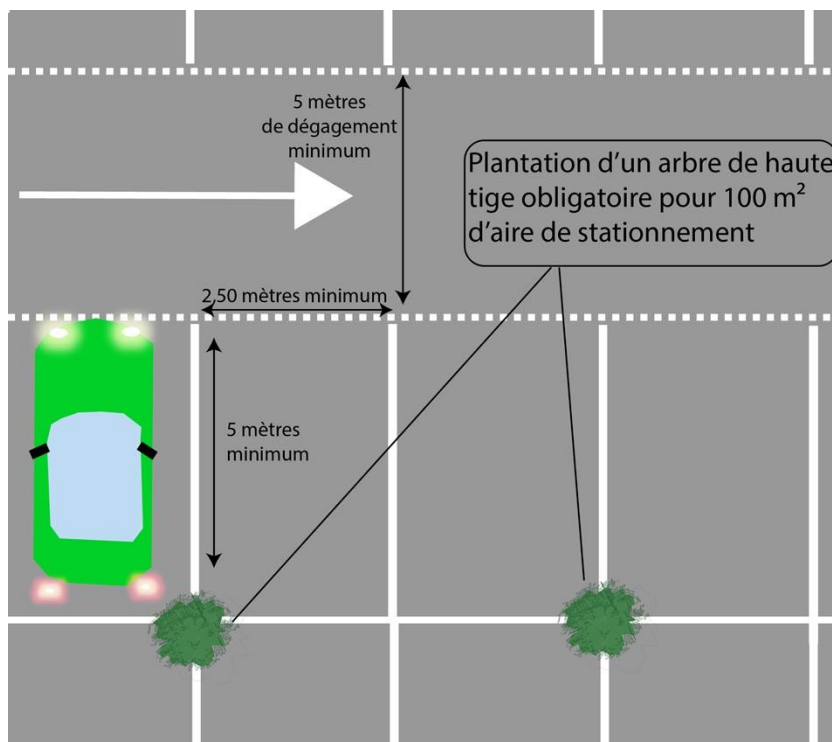 5 mètres
de dégagement
minimum
Plantation d’un arbre de haute
tige obligatoire pour 100 m²
d’aire de stationnement
2,50 mètres minimum
5 mètres
minimum